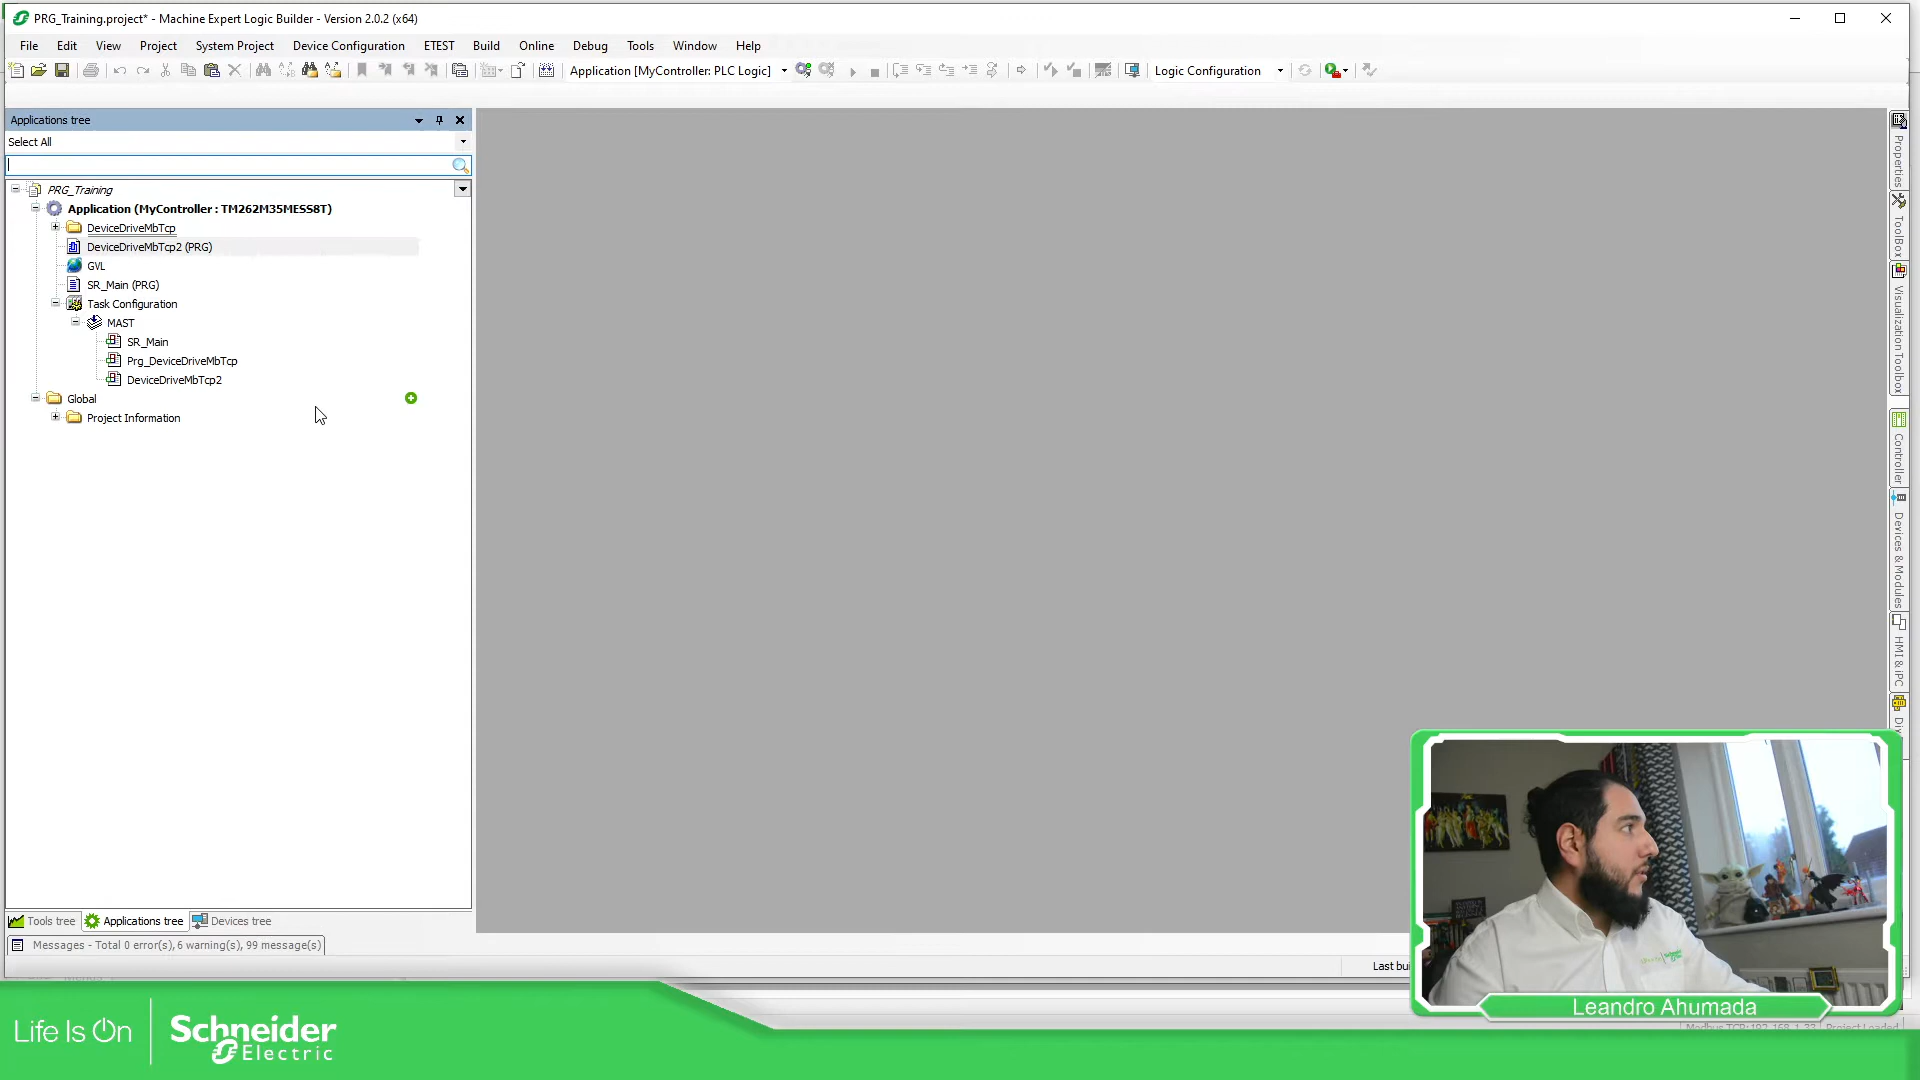 PRG_Training.project* - Machine Expert Logic Builder - Version 2.0.2 (x64)
File Edit View Project System Project Device Configuration ETEST Build Online Debug Tools Window Help
Application [MyController: PLC Logic] Logic Configuration
Applications tree
Select All
PRG_Training
Application (MyController : TM262M35MESS8T)
DeviceDriveMbTcp
DeviceDriveMbTcp2 (PRG)
GVL
SR_Main (PRG)
Task Configuration
MAST
SR_Main
Prg_DeviceDriveMbTcp
DeviceDriveMbTcp2
Global
Project Information
Properties
ToolBox
Visualization Toolbox
Controller
Devices & Modules
HMI & iPC
Tools tree Applications tree Devices tree
Messages - Total 0 error(s), 6 warning(s), 99 message(s)
Last bui
Leandro Ahumada
Life Is On
Schneider
Electric